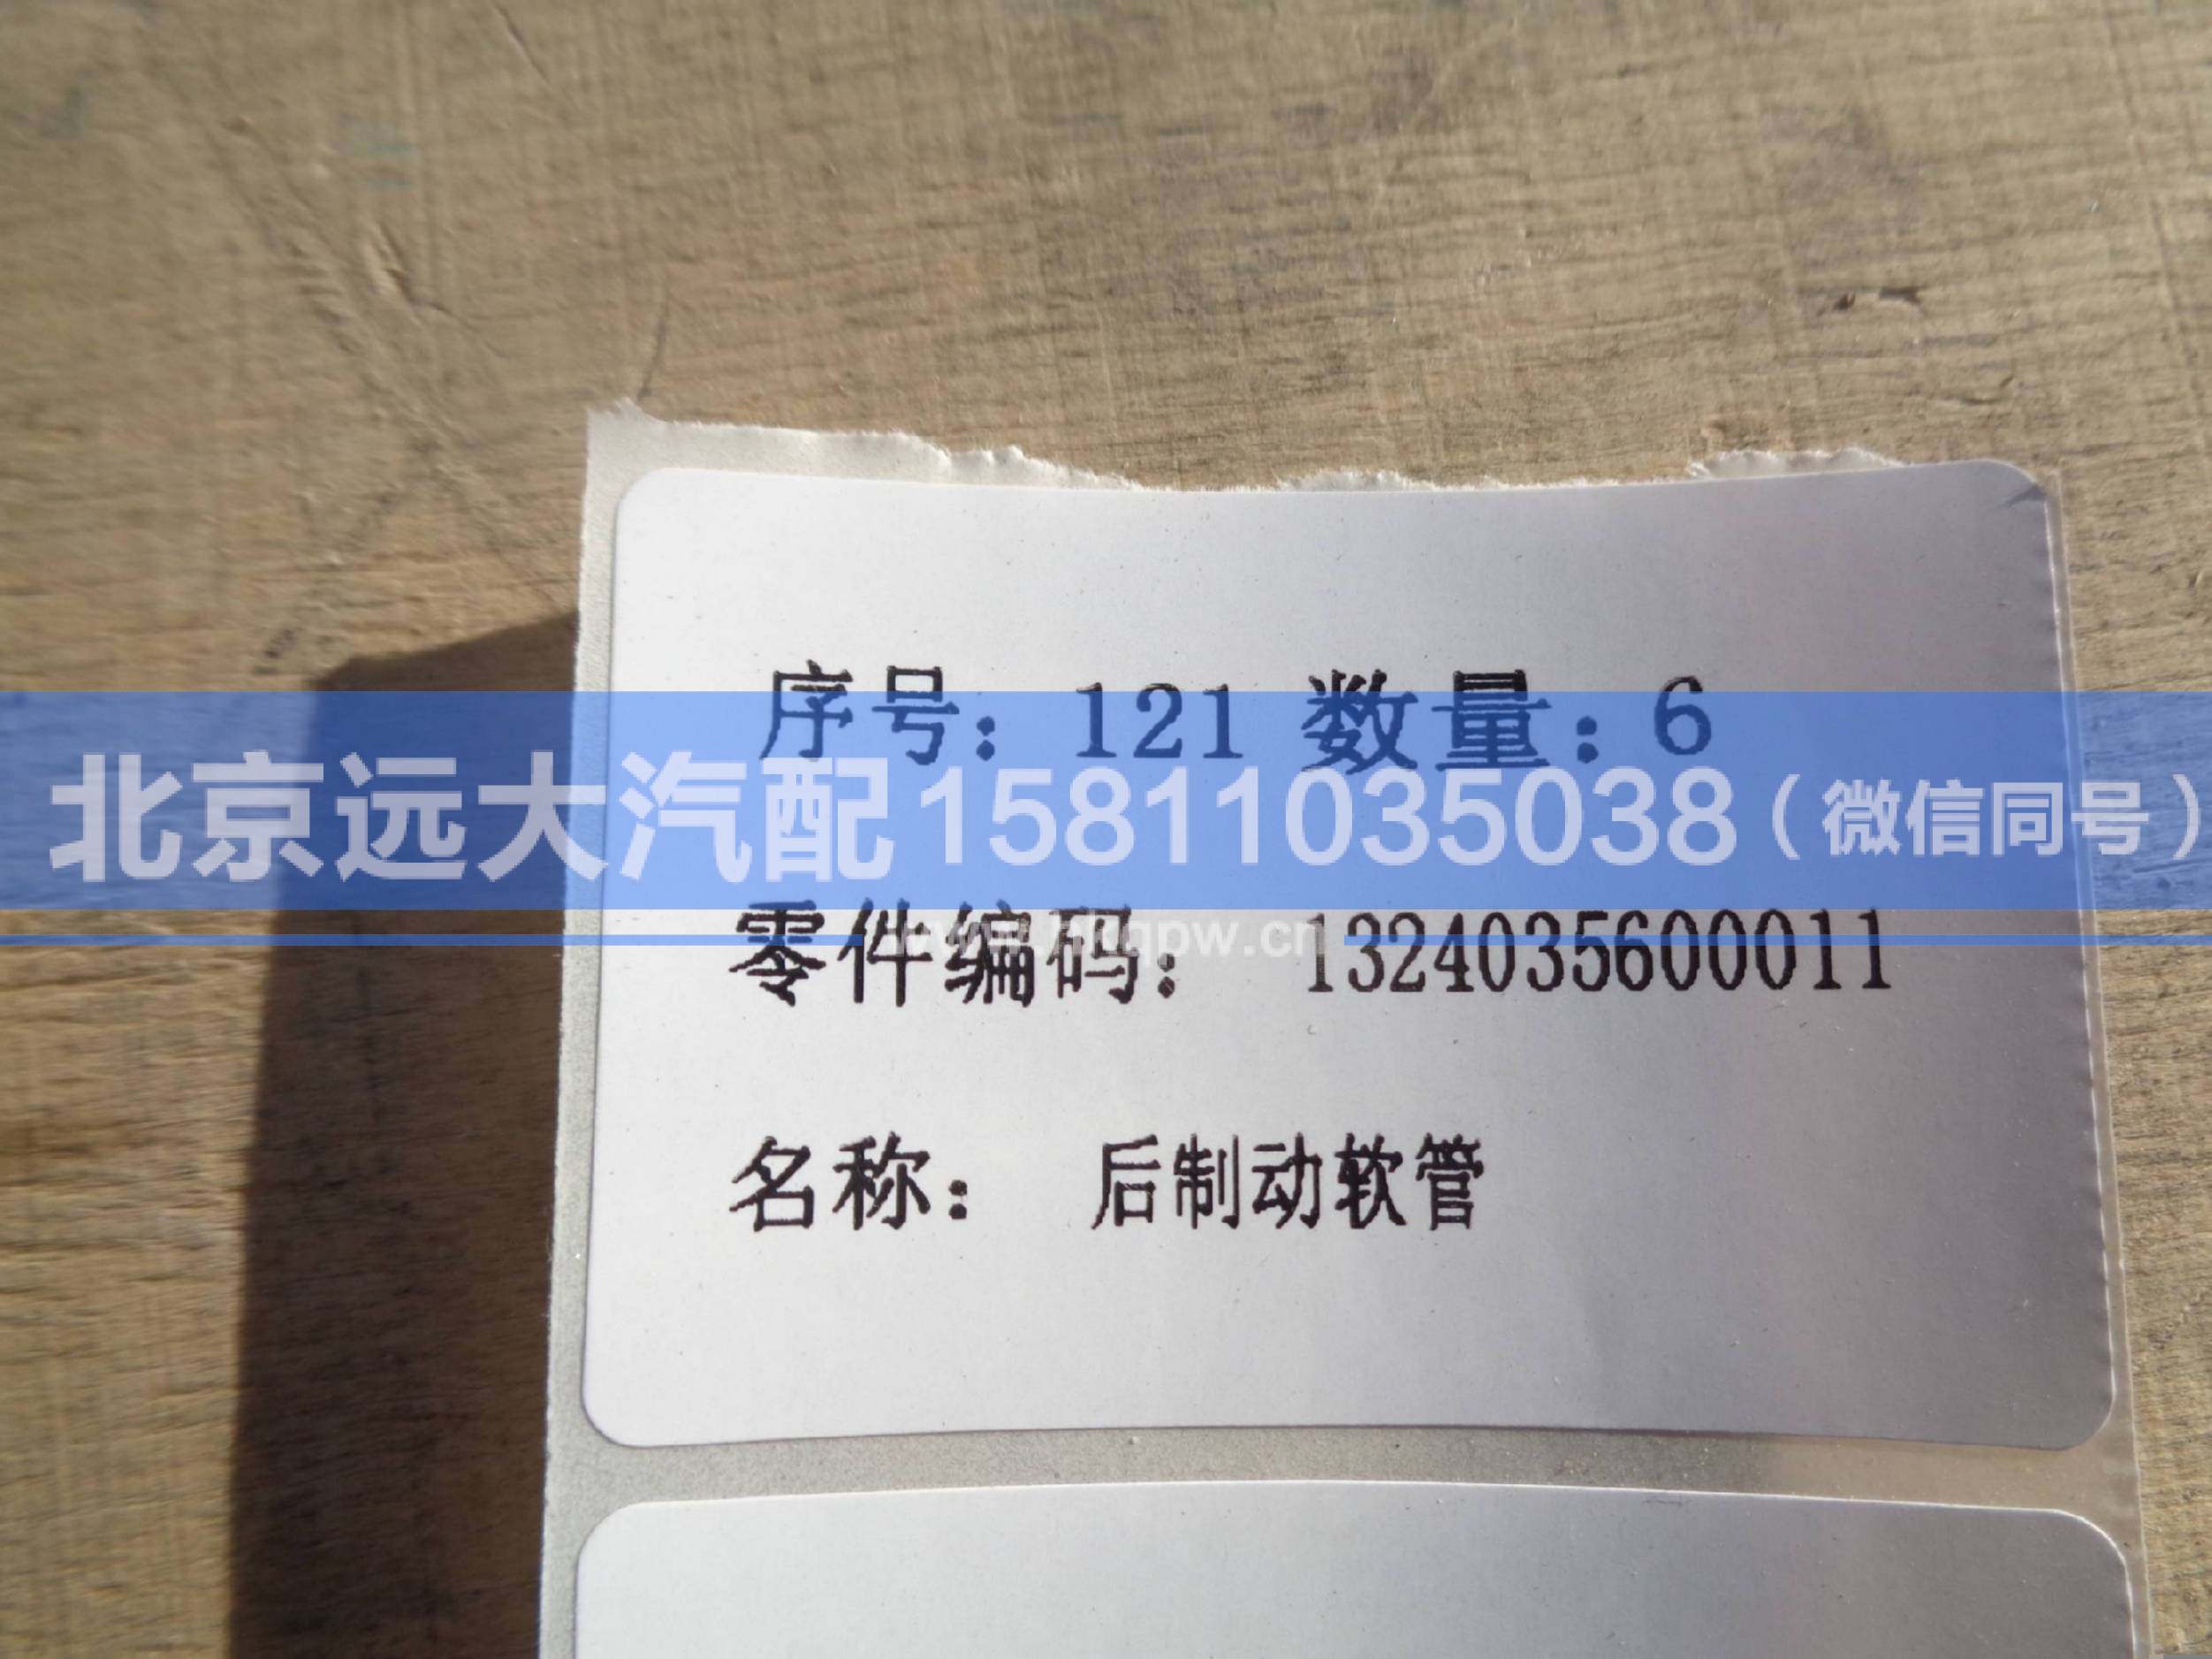 序号: 121 数量: 6
北京远大汽配15811035038（微信同号）
零件编码: 1324035600011
名称: 后制动软管